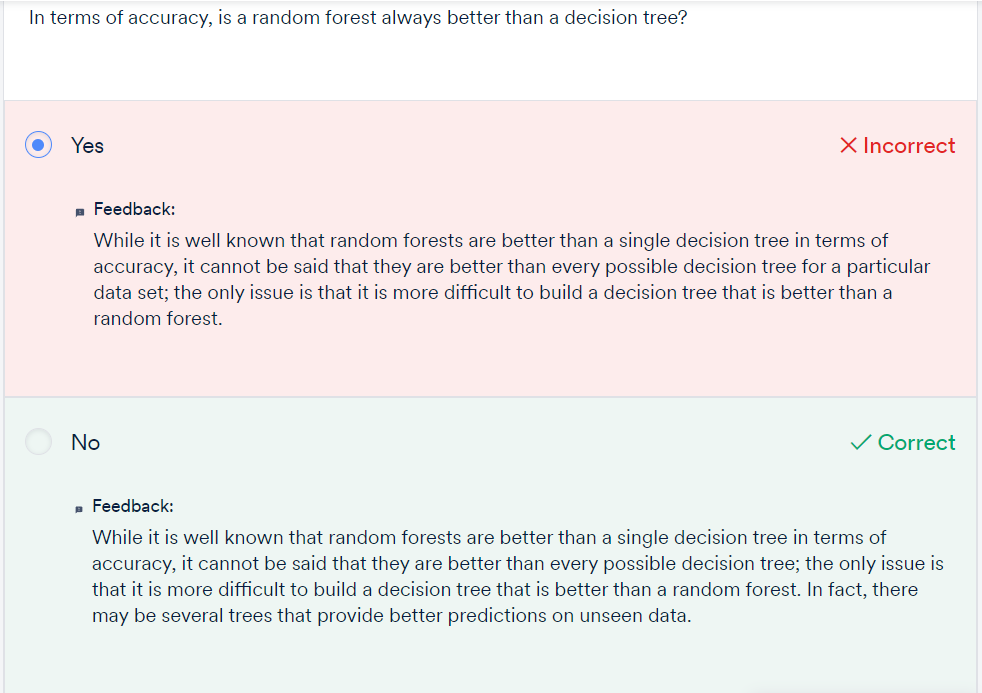 In terms of accuracy, is a random forest always better than a decision tree?
Yes
Incorrect
Feedback:
While it is well known that random forests are better than a single decision tree in terms of
accuracy, it cannot be said that they are better than every possible decision tree for a particular
data set; the only issue is that it is more difficult to build a decision tree that is better than a
random forest.
No
Correct
Feedback:
While it is well known that random forests are better than a single decision tree in terms of
accuracy, it cannot be said that they are better than every possible decision tree; the only issue is
that it is more difficult to build a decision tree that is better than a random forest. In fact, there
may be several trees that provide better predictions on unseen data.